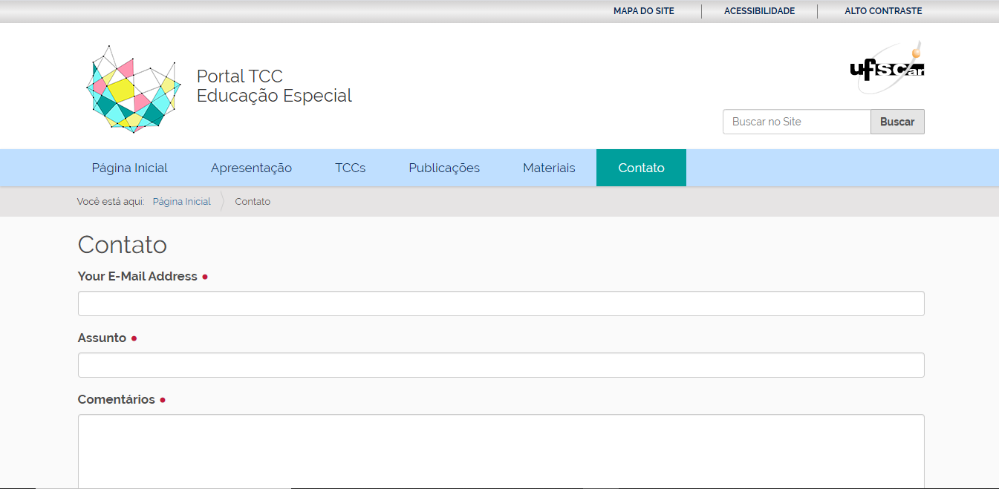 MAPA DO SITE ACESSIBILIDADE ALTO CONTRASTE
Portal TCC
Educação Especial
ufscar
Buscar no Site Buscar
Página Inicial Apresentação TCCs Publicações Materiais Contato
Você está aqui: Página Inicial Contato
Contato
Your E-Mail Address
Assunto
Comentários